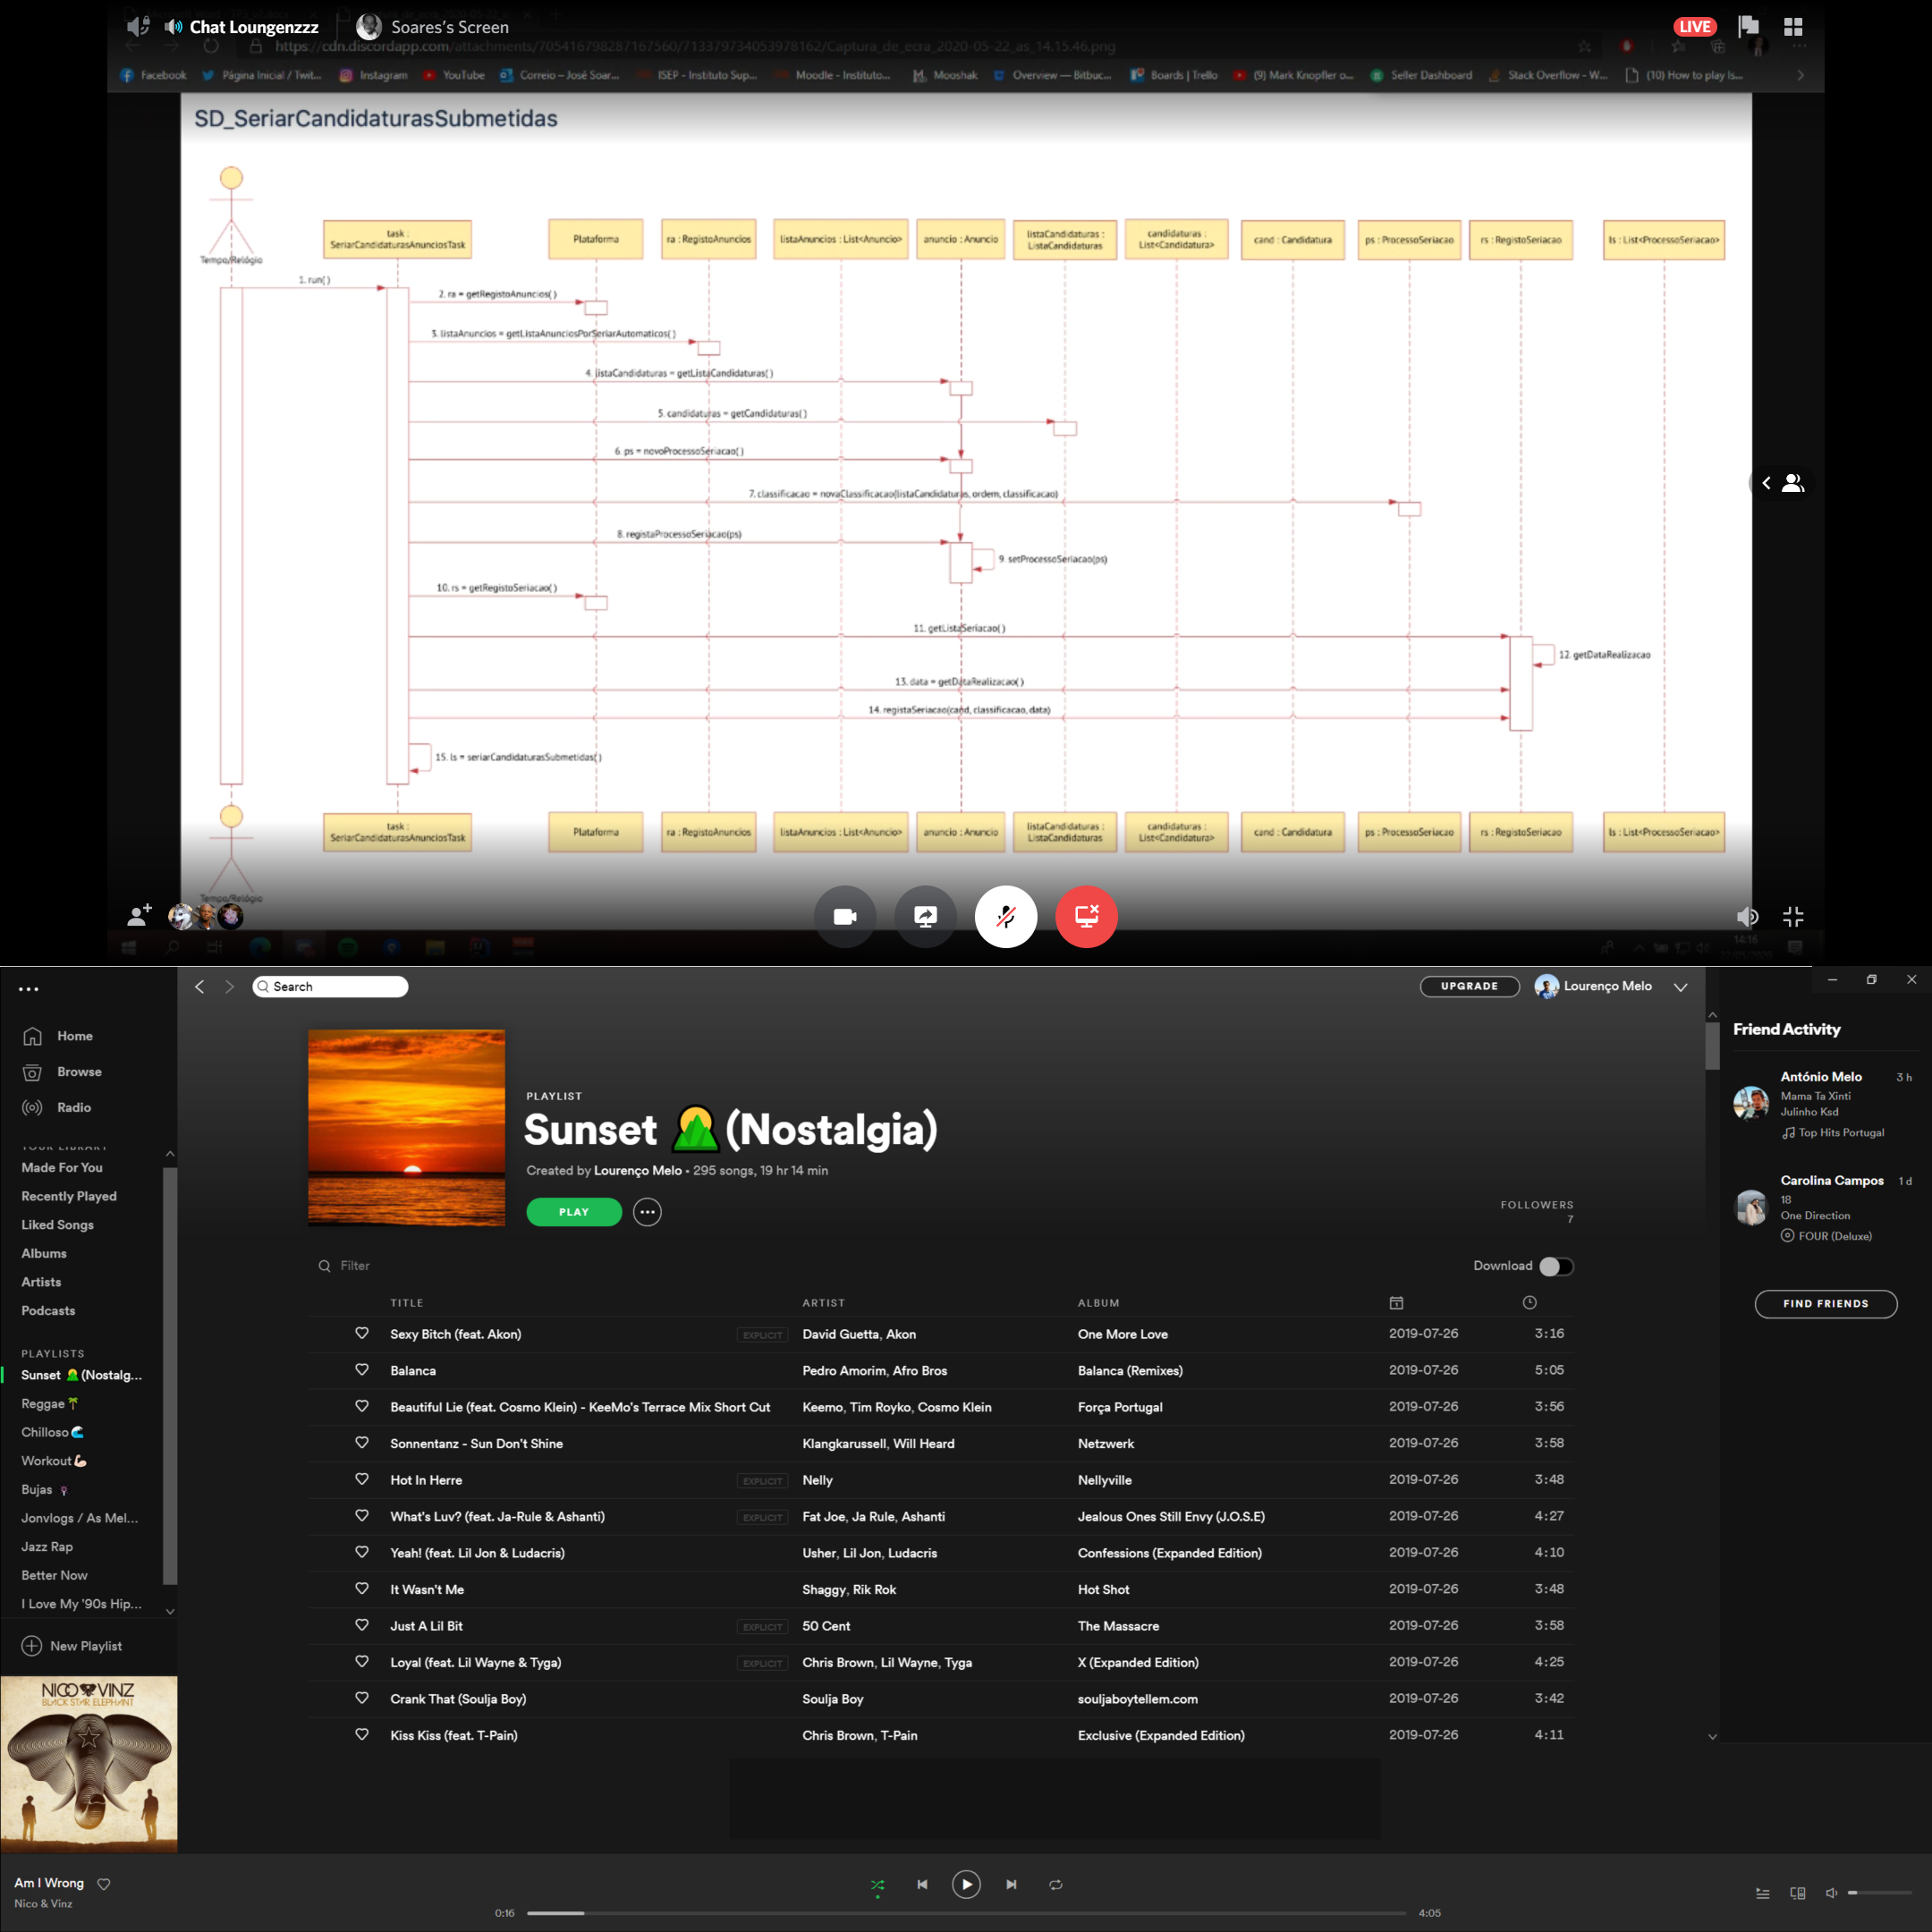 Chat Loungenzzz
Soares's Screen
LIVE
https://cdn.discordapp.com/attachments/705416798287167560/713379734053978162/Captura_de_ecra_2020-05-22_as_14.15.46.png
Facebook
Página Inicial / Twit...
Instagram
YouTube
Correio — José Soar...
ISEP - Instituto Sup...
Moodle - Instituto...
Mooshak
Overview — Bitbuc...
Boards | Trello
(9) Mark Knopfler o...
Seller Dashboard
Stack Overflow - W...
(10) How to play Is...
SD_SeriarCandidaturasSubmetidas
Tempo/Relógio
task :
SeriarCandidaturasAnunciosTask
Plataforma
ra : RegistoAnuncios
listaAnuncios : List<Anuncio>
anuncio : Anuncio
listaCandidaturas :
ListaCandidaturas
candidaturas :
List<Candidatura>
cand : Candidatura
ps : ProcessoSeriacao
rs : RegistoSeriacao
ls : List<ProcessoSeriacao>
1. run( )
2. ra = getRegistoAnuncios( )
3. listaAnuncios = getListaAnunciosPorSeriarAutomaticos( )
4. listaCandidaturas = getListaCandidaturas( )
5. candidaturas = getCandidaturas( )
6. ps = novoProcessoSeriacao( )
7. classificacao = novaClassificacao(listaCandidaturas, ordem, classificacao)
8. registaProcessoSeriacao(ps)
9. setProcessoSeriacao(ps)
10. rs = getRegistoSeriacao( )
11. getListaSeriacao( )
12. getDataRealizacao
13. data = getDataRealizacao( )
14. registaSeriacao(cand, classificacao, data)
15. ls = seriarCandidaturasSubmetidas( )
task :
SeriarCandidaturasAnunciosTask
Plataforma
ra : RegistoAnuncios
listaAnuncios : List<Anuncio>
anuncio : Anuncio
listaCandidaturas :
ListaCandidaturas
candidaturas :
List<Candidatura>
cand : Candidatura
ps : ProcessoSeriacao
rs : RegistoSeriacao
ls : List<ProcessoSeriacao>
Tempo/Relógio
14:16
Search
UPGRADE
Lourenço Melo
Home
Browse
Radio
YOUR LIBRARY
Made For You
Recently Played
Liked Songs
Albums
Artists
Podcasts
PLAYLISTS
Sunset (Nostalg...
Reggae
Chilloso
Workout
Bujas
Jonvlogs / As Mel...
Jazz Rap
Better Now
I Love My '90s Hip...
New Playlist
NICO VINZ
BLACK STAR ELEPHANT
PLAYLIST
Sunset (Nostalgia)
Created by Lourenço Melo • 295 songs, 19 hr 14 min
PLAY
FOLLOWERS
7
Filter
Download
TITLE ARTIST ALBUM
Sexy Bitch (feat. Akon) EXPLICIT David Guetta, Akon One More Love 2019-07-26 3:16
Balanca Pedro Amorim, Afro Bros Balanca (Remixes) 2019-07-26 5:05
Beautiful Lie (feat. Cosmo Klein) - KeeMo's Terrace Mix Short Cut Keemo, Tim Royko, Cosmo Klein Força Portugal 2019-07-26 3:56
Sonnentanz - Sun Don't Shine Klangkarussell, Will Heard Netzwerk 2019-07-26 3:58
Hot In Herre EXPLICIT Nelly Nellyville 2019-07-26 3:48
What's Luv? (feat. Ja-Rule & Ashanti) EXPLICIT Fat Joe, Ja Rule, Ashanti Jealous Ones Still Envy (J.O.S.E) 2019-07-26 4:27
Yeah! (feat. Lil Jon & Ludacris) Usher, Lil Jon, Ludacris Confessions (Expanded Edition) 2019-07-26 4:10
It Wasn't Me Shaggy, Rik Rok Hot Shot 2019-07-26 3:48
Just A Lil Bit EXPLICIT 50 Cent The Massacre 2019-07-26 3:58
Loyal (feat. Lil Wayne & Tyga) EXPLICIT Chris Brown, Lil Wayne, Tyga X (Expanded Edition) 2019-07-26 4:25
Crank That (Soulja Boy) Soulja Boy souljaboytellem.com 2019-07-26 3:42
Kiss Kiss (feat. T-Pain) Chris Brown, T-Pain Exclusive (Expanded Edition) 2019-07-26 4:11
Friend Activity
António Melo 3 h
Mama Ta Xinti
Julinho Ksd
Top Hits Portugal
Carolina Campos 1 d
18
One Direction
FOUR (Deluxe)
FIND FRIENDS
Am I Wrong
Nico & Vinz
0:16
4:05